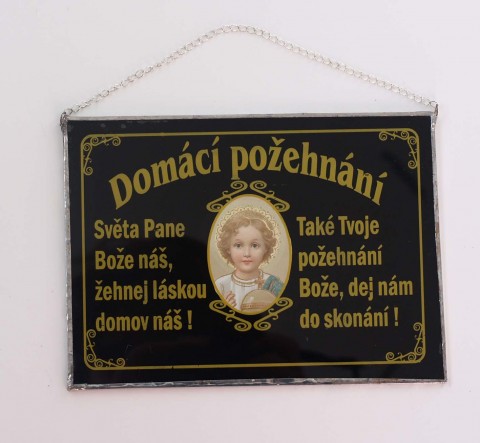 Domácí požehnání
Světa Pane
Bože náš,
žehnej láskou
domov náš !
Také Tvoje
požehnání
Bože, dej nám
do skonání !